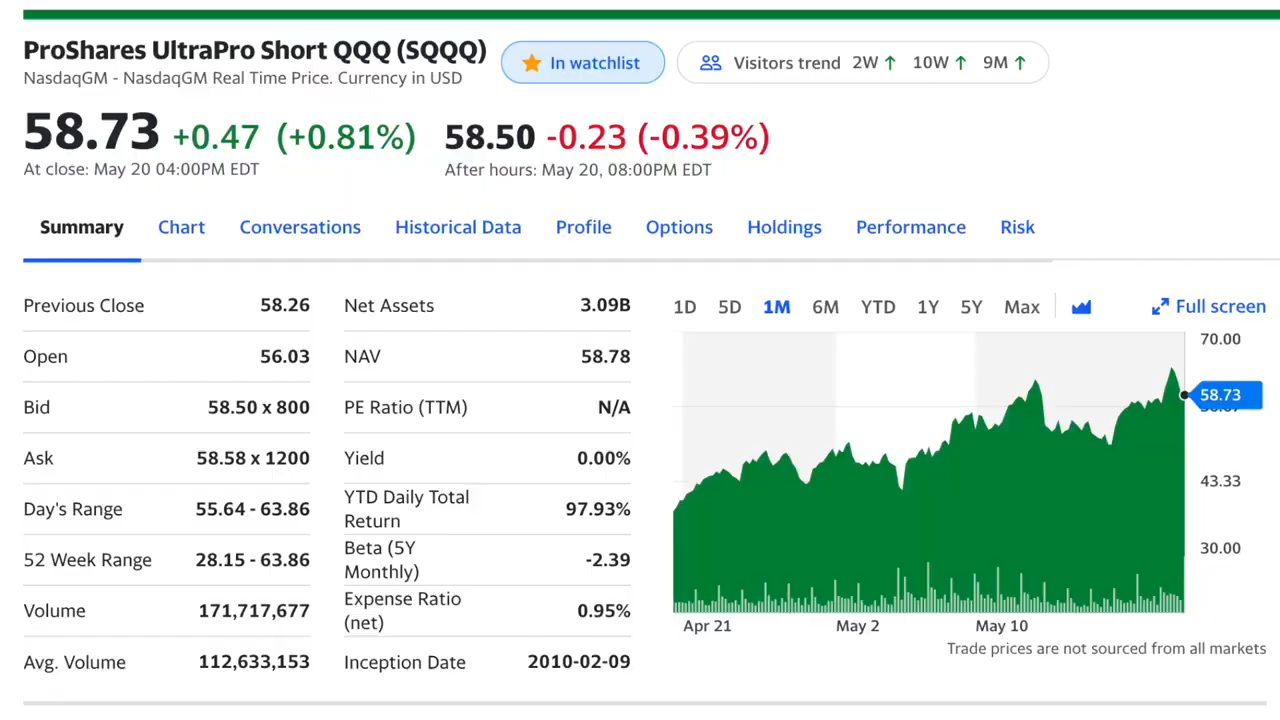 ProShares UltraPro Short QQQ (SQQQ)
In watchlist
Visitors trend 2W ↑ 10W ↑ 9M ↑
NasdaqGM - NasdaqGM Real Time Price. Currency in USD
58.73 +0.47 (+0.81%)
58.50 -0.23 (-0.39%)
At close: May 20 04:00PM EDT
After hours: May 20, 08:00PM EDT
Summary Chart Conversations Historical Data Profile Options Holdings Performance Risk
Previous Close 58.26
Open 56.03
Bid 58.50 x 800
Ask 58.58 x 1200
Day's Range 55.64 - 63.86
52 Week Range 28.15 - 63.86
Volume 171,717,677
Avg. Volume 112,633,153
Net Assets 3.09B
NAV 58.78
PE Ratio (TTM) N/A
Yield 0.00%
YTD Daily Total
Return 97.93%
Beta (5Y
Monthly) -2.39
Expense Ratio
(net) 0.95%
Inception Date 2010-02-09
1D 5D 1M 6M YTD 1Y 5Y Max Full screen
70.00
58.73
43.33
30.00
Apr 21 May 2 May 10
Trade prices are not sourced from all markets